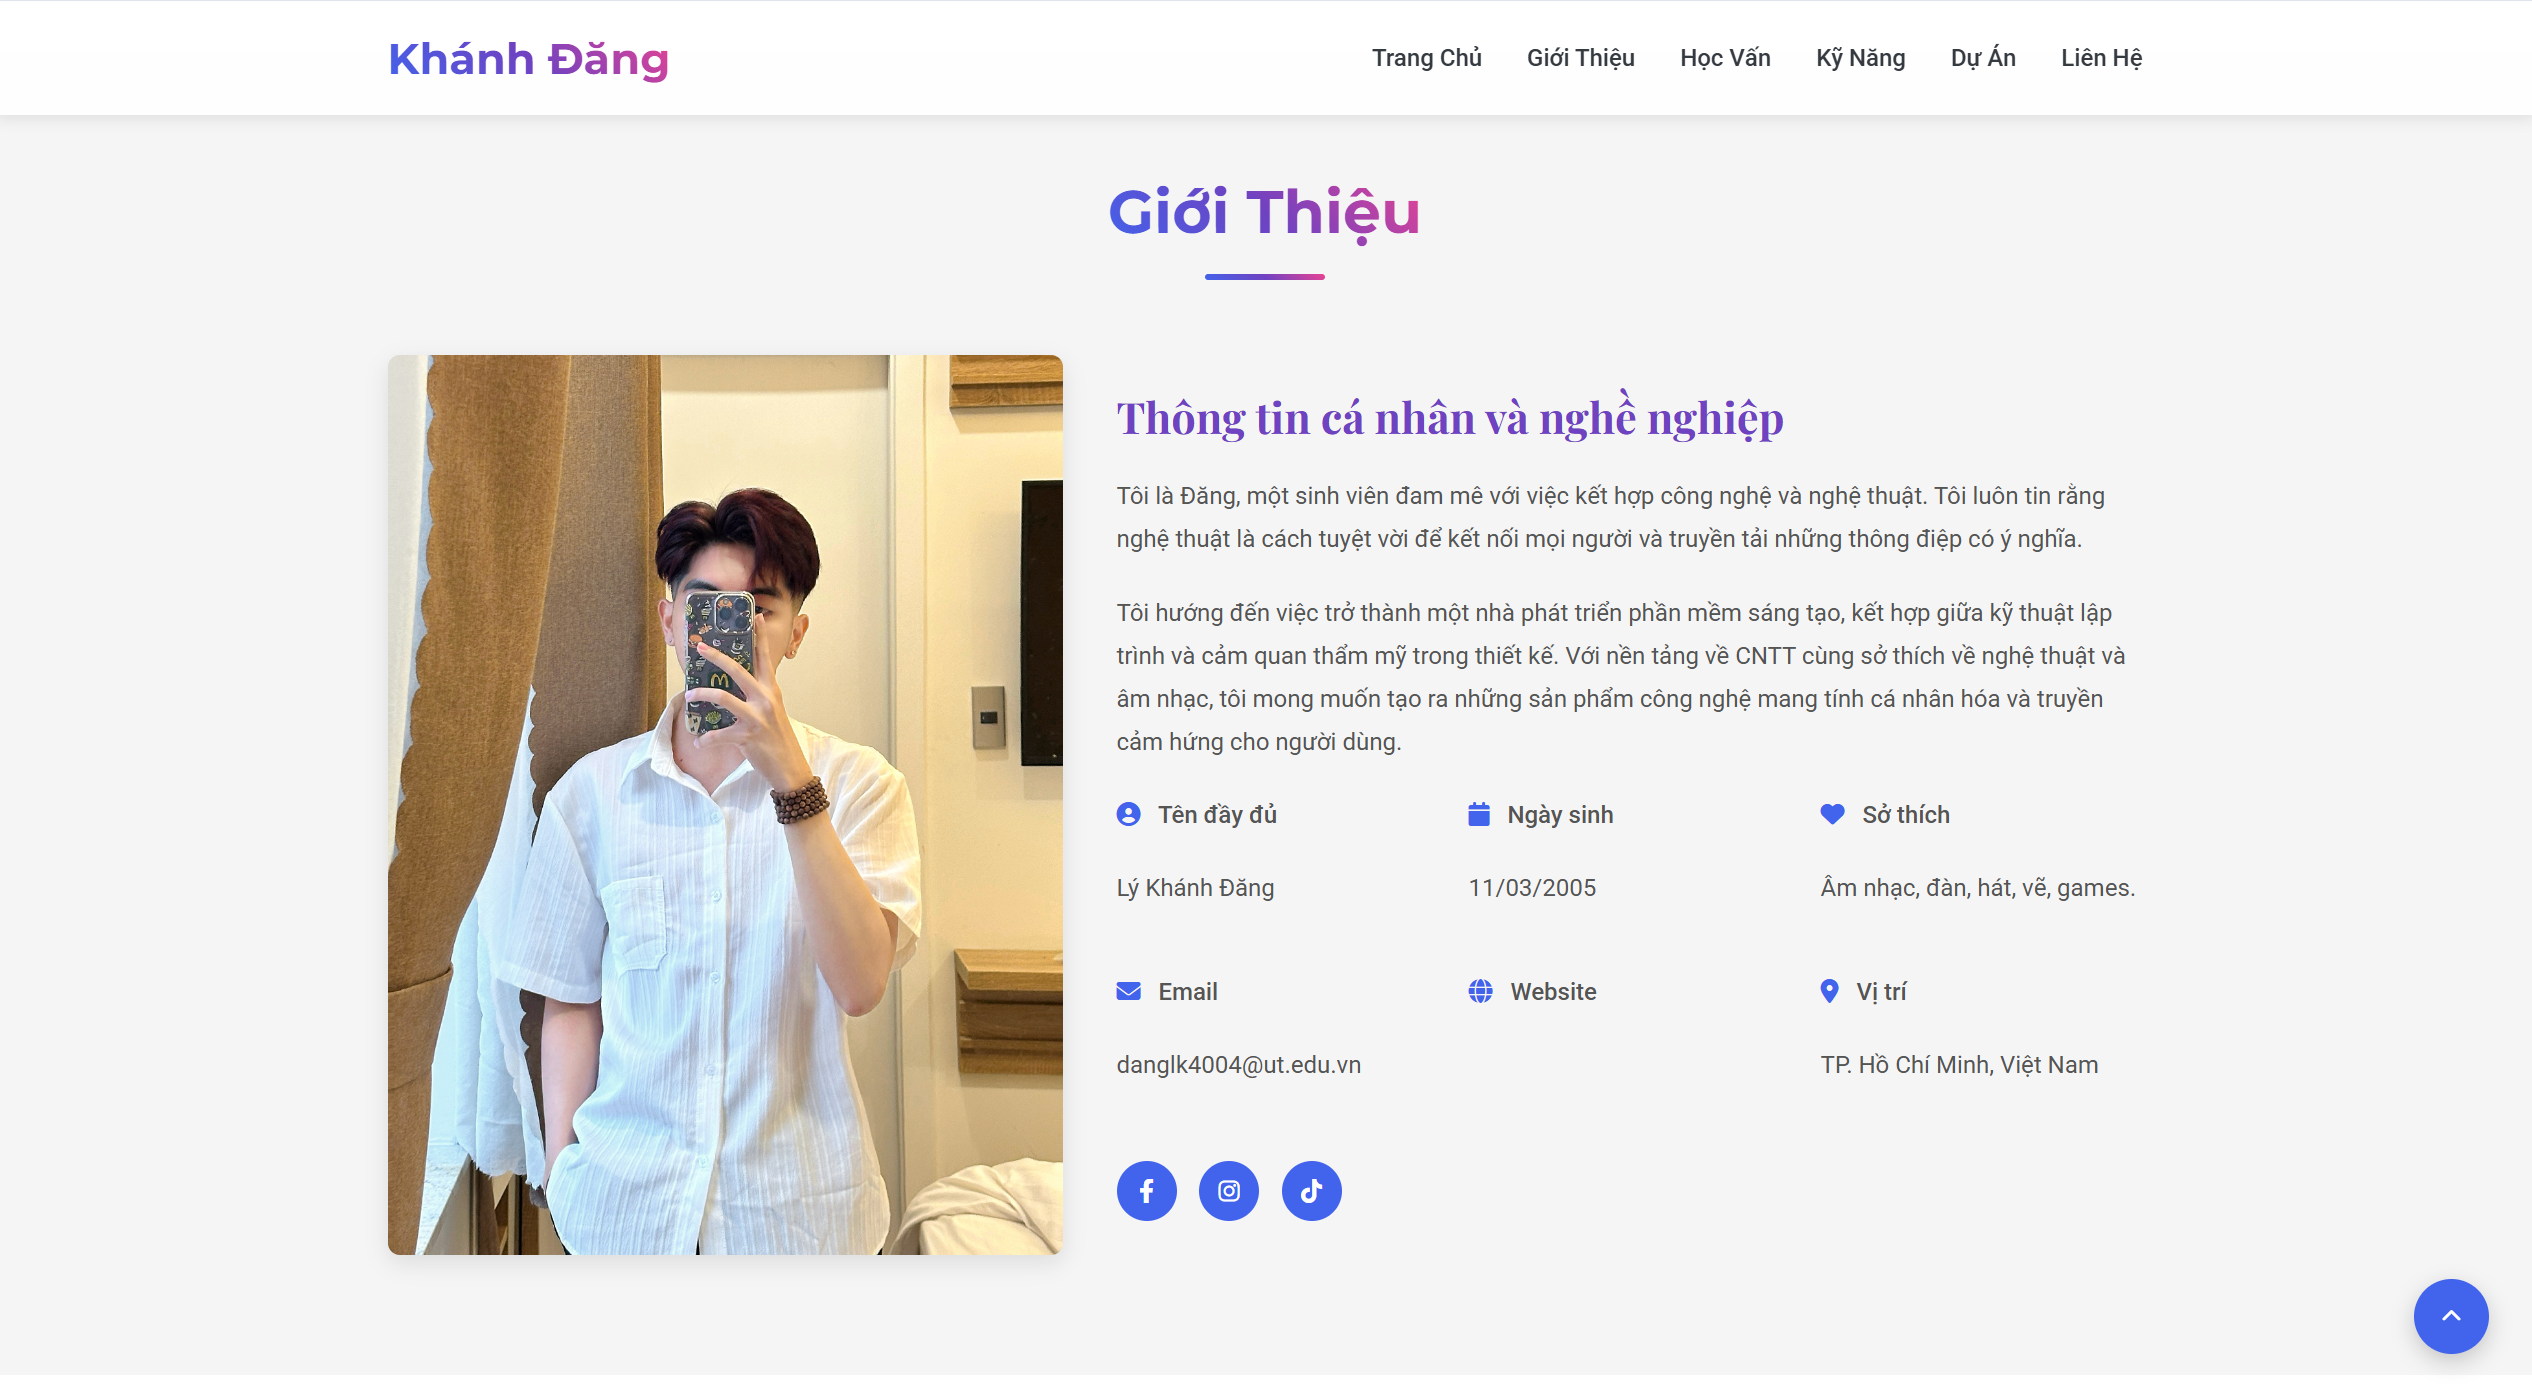 Khánh Đăng
Trang Chủ
Giới Thiệu
Học Vấn
Kỹ Năng
Dự Án
Liên Hệ
Giới Thiệu
Thông tin cá nhân và nghề nghiệp
Tôi là Đăng, một sinh viên đam mê với việc kết hợp công nghệ và nghệ thuật. Tôi luôn tin rằng
nghệ thuật là cách tuyệt vời để kết nối mọi người và truyền tải những thông điệp có ý nghĩa.
Tôi hướng đến việc trở thành một nhà phát triển phần mềm sáng tạo, kết hợp giữa kỹ thuật lập
trình và cảm quan thẩm mỹ trong thiết kế. Với nền tảng về CNTT cùng sở thích về nghệ thuật và
âm nhạc, tôi mong muốn tạo ra những sản phẩm công nghệ mang tính cá nhân hóa và truyền
cảm hứng cho người dùng.
Tên đầy đủ
Lý Khánh Đăng
Ngày sinh
11/03/2005
Sở thích
Âm nhạc, đàn, hát, vẽ, games.
Email
danglk4004@ut.edu.vn
Website
Vị trí
TP. Hồ Chí Minh, Việt Nam